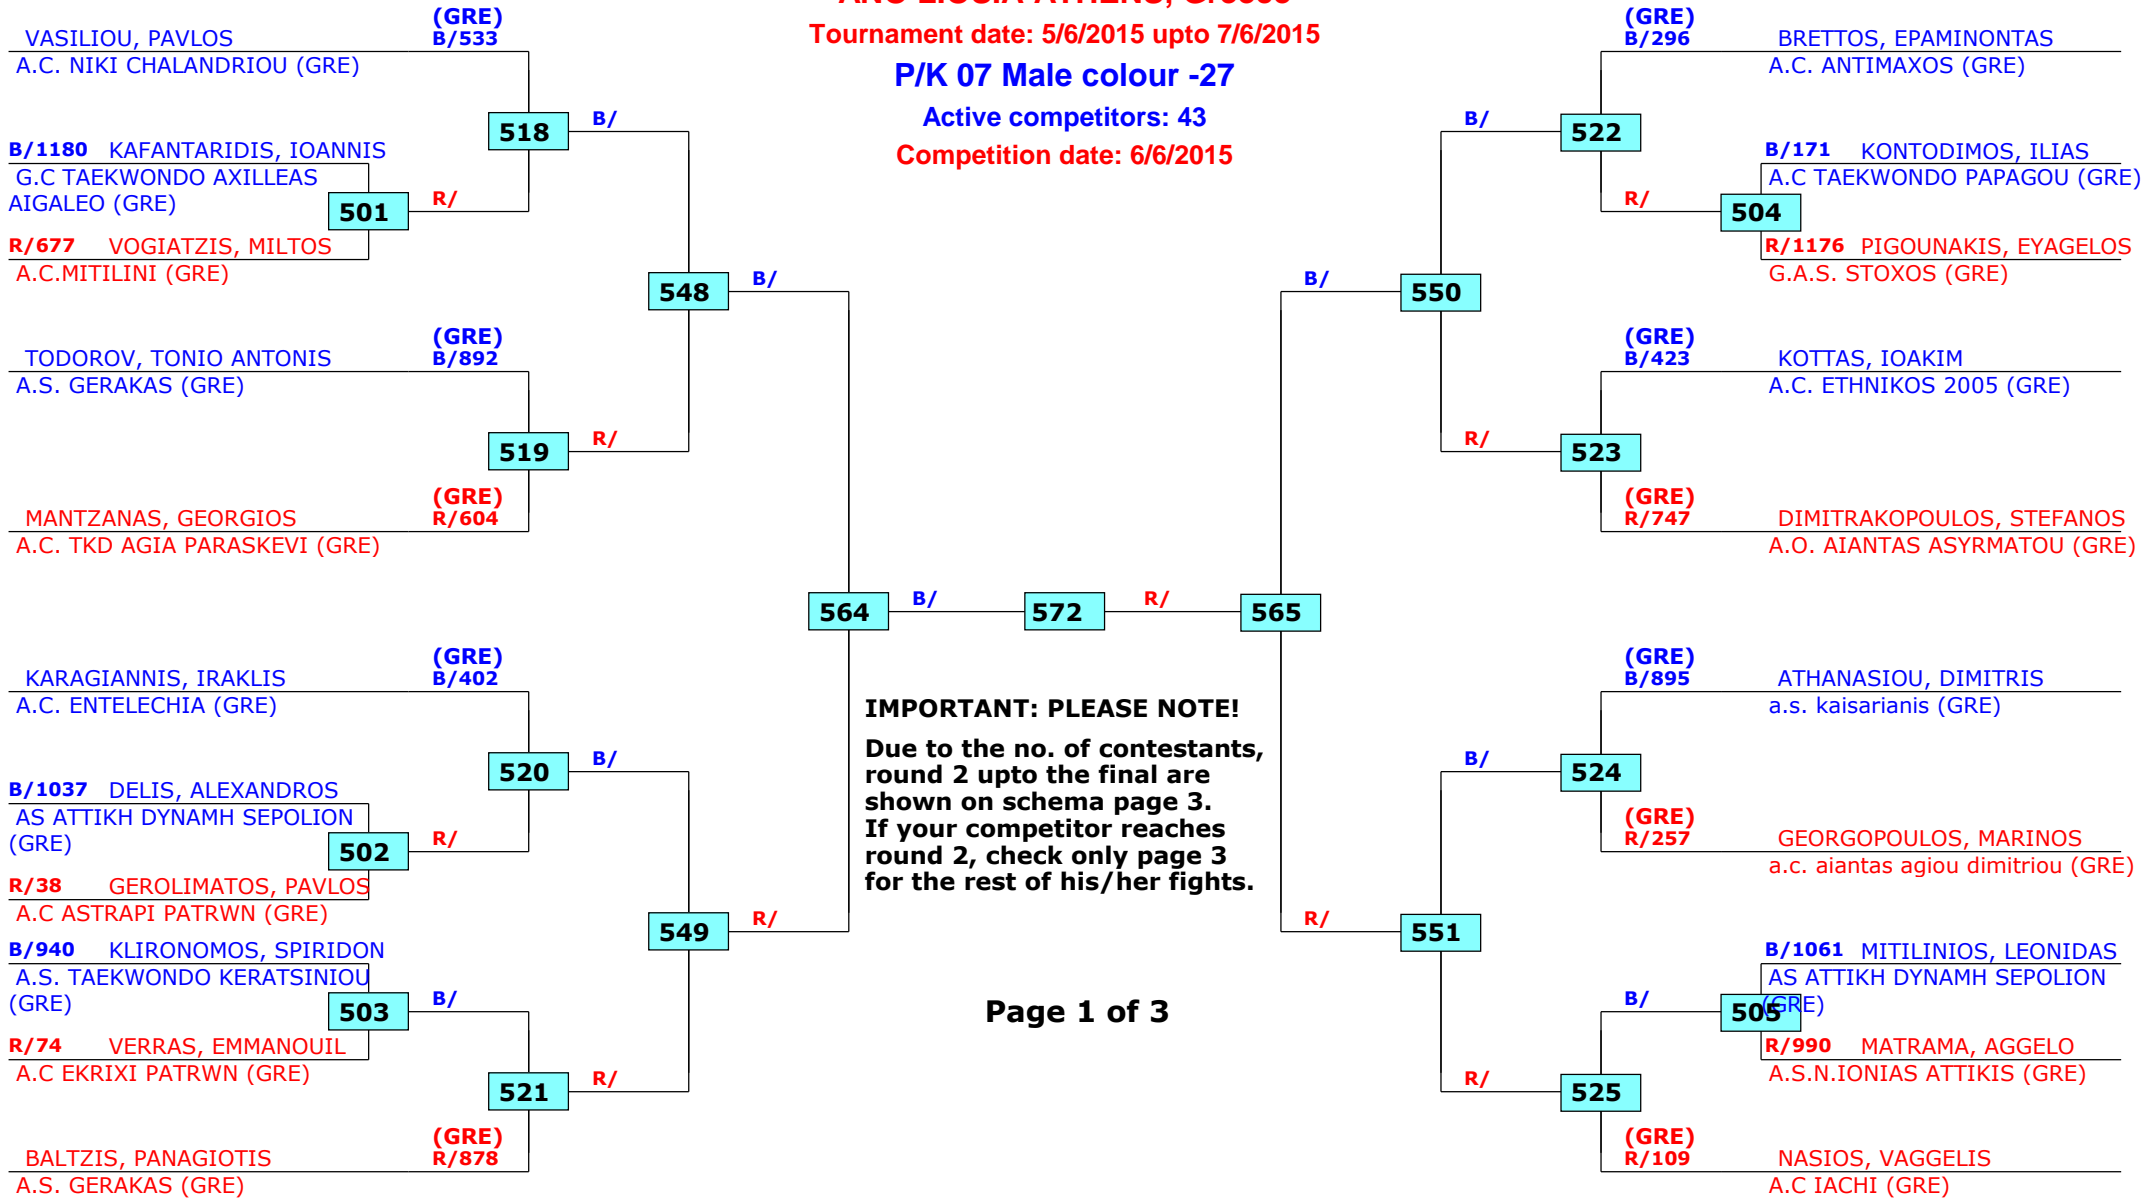 ANO LIOSIA ATHENS, Greece
Tournament date: 5/6/2015 upto 7/6/2015
P/K 07 Male colour -27
Active competitors: 43
Competition date: 6/6/2015
(GRE)
VASILIOU, PAVLOS B/533
A.C. NIKI CHALANDRIOU (GRE)
518 B/
B/1180 KAFANTARIDIS, IOANNIS
G.C TAEKWONDO AXILLEAS
AIGALEO (GRE)
501 R/
R/677 VOGIATZIS, MILTOS
A.C.MITILINI (GRE)
548 B/
(GRE)
TODOROV, TONIO ANTONIS B/892
A.S. GERAKAS (GRE)
519 R/
(GRE)
MANTZANAS, GEORGIOS R/604
A.C. TKD AGIA PARASKEVI (GRE)
564 B/ 572 R/ 565
(GRE)
KARAGIANNIS, IRAKLIS B/402
A.C. ENTELECHIA (GRE)
520 B/
B/1037 DELIS, ALEXANDROS
AS ATTIKH DYNAMH SEPOLION
(GRE)
502 R/
R/38 GEROLIMATOS, PAVLOS
A.C ASTRAPI PATRWN (GRE)
549 R/
B/940 KLIRONOMOS, SPIRIDON
A.S. TAEKWONDO KERATSINIOU
(GRE)
503 B/
R/74 VERRAS, EMMANOUIL
A.C EKRIXI PATRWN (GRE)
521 R/
(GRE)
BALTZIS, PANAGIOTIS R/878
A.S. GERAKAS (GRE)
IMPORTANT: PLEASE NOTE!
Due to the no. of contestants,
round 2 upto the final are
shown on schema page 3.
If your competitor reaches
round 2, check only page 3
for the rest of his/her fights.
Page 1 of 3
(GRE)
B/296 BRETTOS, EPAMINONTAS
A.C. ANTIMAXOS (GRE)
B/ 522
B/171 KONTODIMOS, ILIAS
A.C TAEKWONDO PAPAGOU (GRE)
R/ 504
R/1176 PIGOUNAKIS, EYAGELOS
G.A.S. STOXOS (GRE)
B/ 550
(GRE)
B/423 KOTTAS, IOAKIM
A.C. ETHNIKOS 2005 (GRE)
R/ 523
(GRE)
R/747 DIMITRAKOPOULOS, STEFANOS
A.O. AIANTAS ASYRMATOU (GRE)
(GRE)
B/895 ATHANASIOU, DIMITRIS
a.s. kaisarianis (GRE)
B/ 524
(GRE)
R/257 GEORGOPOULOS, MARINOS
a.c. aiantas agiou dimitriou (GRE)
R/ 551
B/1061 MITILINIOS, LEONIDAS
AS ATTIKH DYNAMH SEPOLION
(GRE)
B/ 505
R/990 MATRAMA, AGGELO
A.S.N.IONIAS ATTIKIS (GRE)
R/ 525
(GRE)
R/109 NASIOS, VAGGELIS
A.C IACHI (GRE)